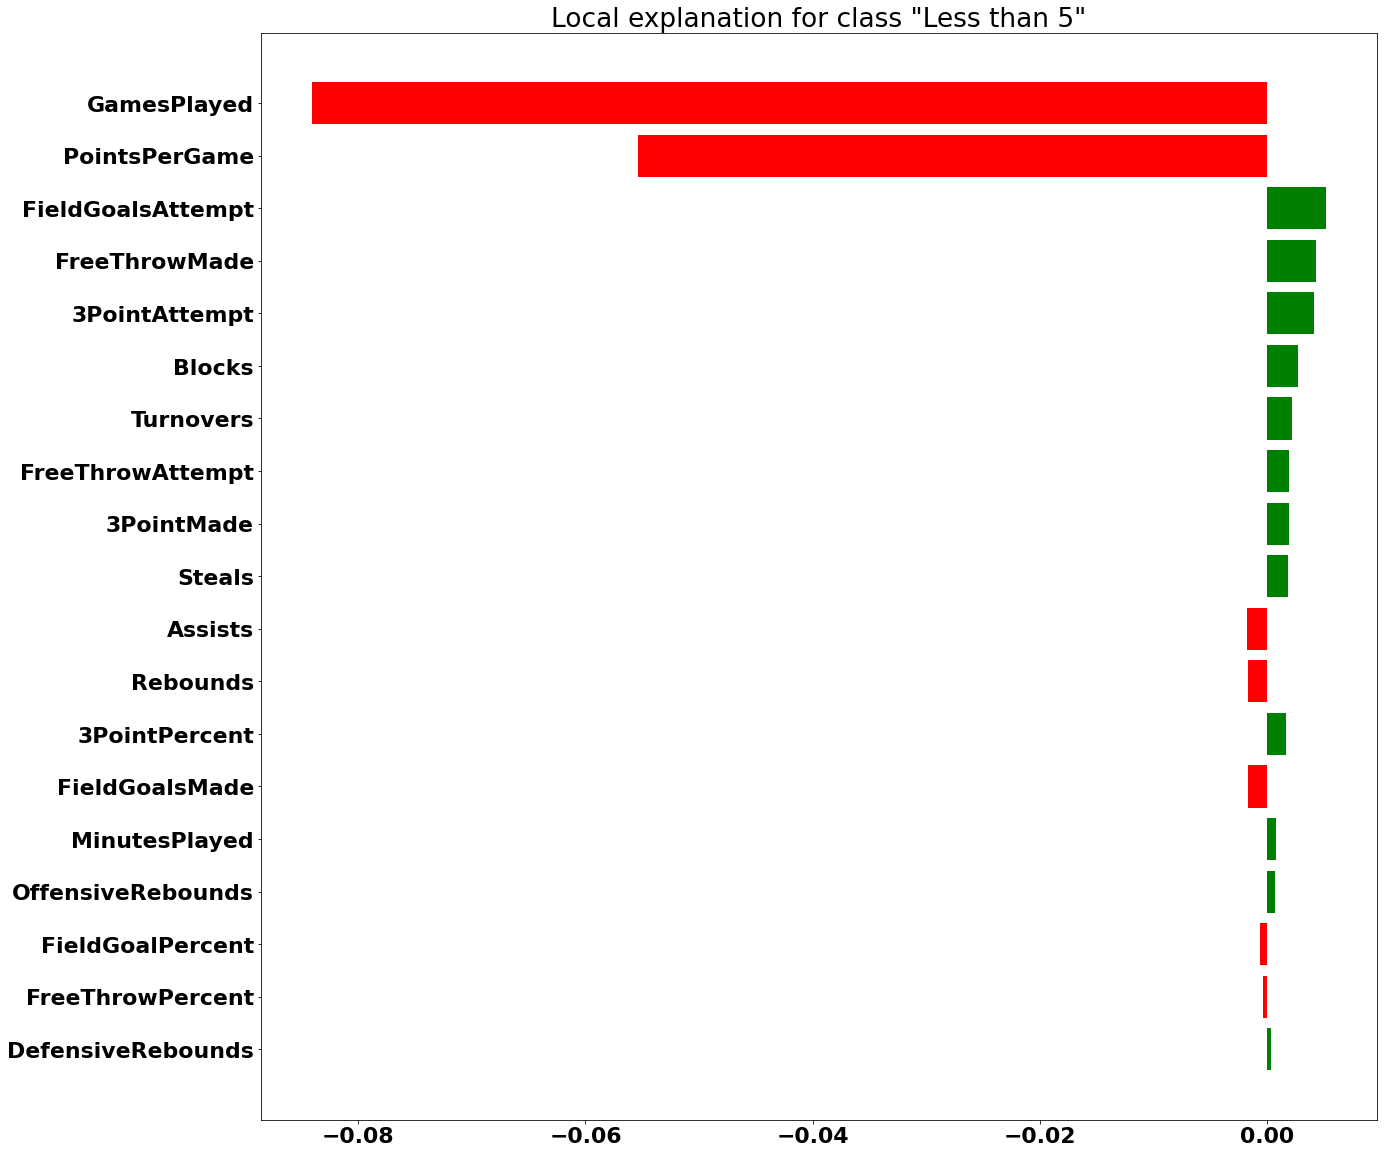 Local explanation for class "Less than 5"
GamesPlayed
PointsPerGame
FieldGoalsAttempt
FreeThrowMade
3PointAttempt
Blocks
Turnovers
FreeThrowAttempt
3PointMade
Steals
Assists
Rebounds
3PointPercent
FieldGoalsMade
MinutesPlayed
OffensiveRebounds
FieldGoalPercent
FreeThrowPercent
DefensiveRebounds
−0.08 −0.06 −0.04 −0.02 0.00